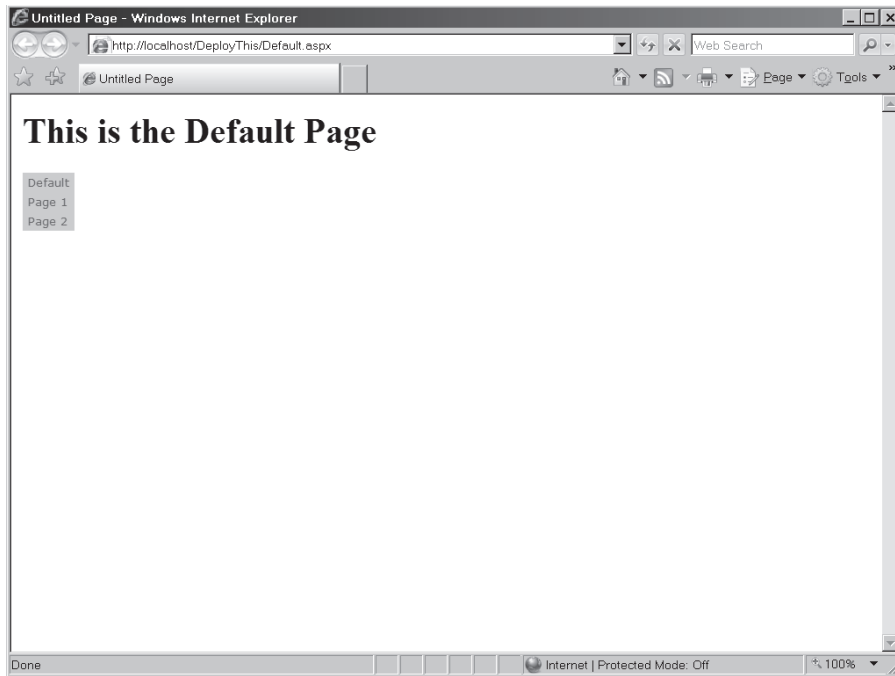 Untitled Page - Windows Internet Explorer
http://localhost/DeployThis/Default.aspx
Web Search
Untitled Page
Page
Tools
This is the Default Page
Default
Page 1
Page 2
Done
Internet | Protected Mode: Off
100%